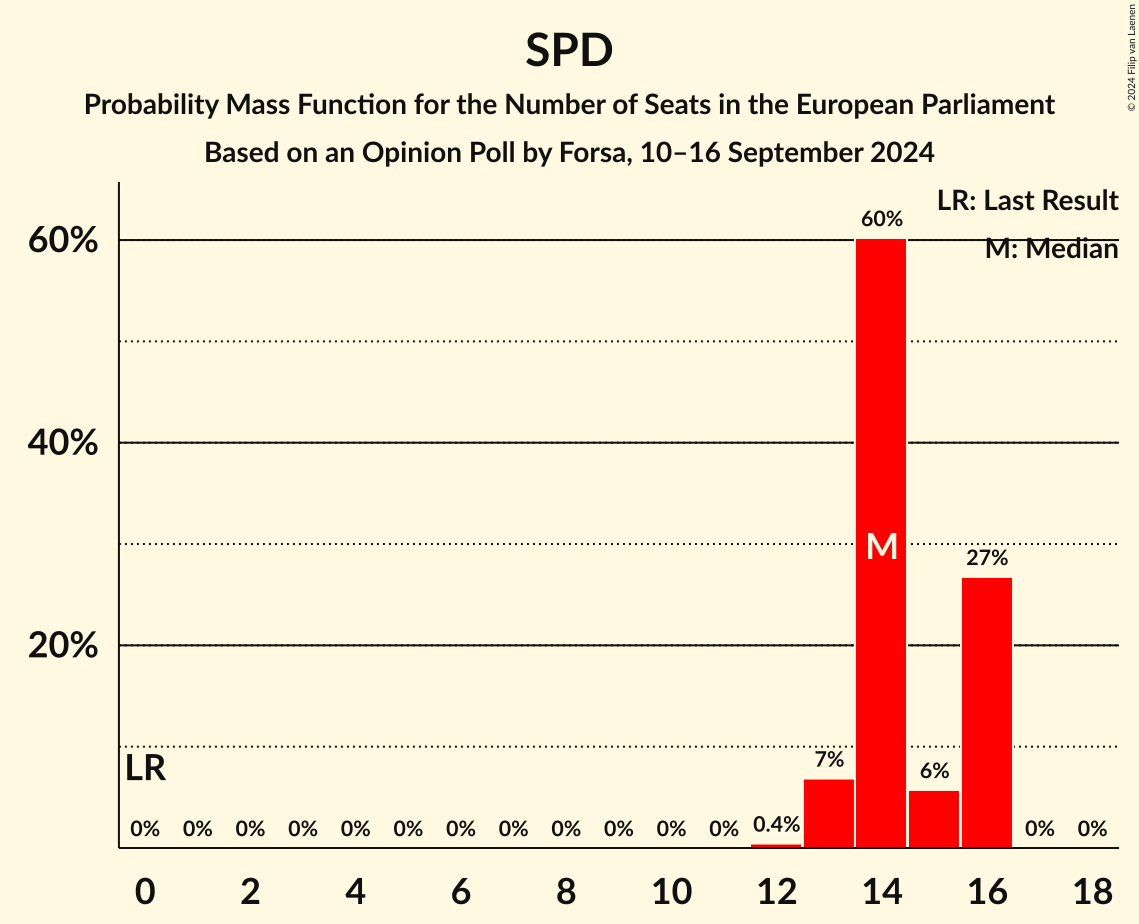 SPD
Probability Mass Function for the Number of Seats in the European Parliament
Based on an Opinion Poll by Forsa, 10–16 September 2024
© 2024 Filip van Laenen
LR: Last Result
M: Median
60%
40%
20%
LR
M
0% 0% 0% 0% 0% 0% 0% 0% 0% 0% 0% 0% 0.4% 7% 60% 6% 27% 0% 0%
0 2 4 6 8 10 12 14 16 18